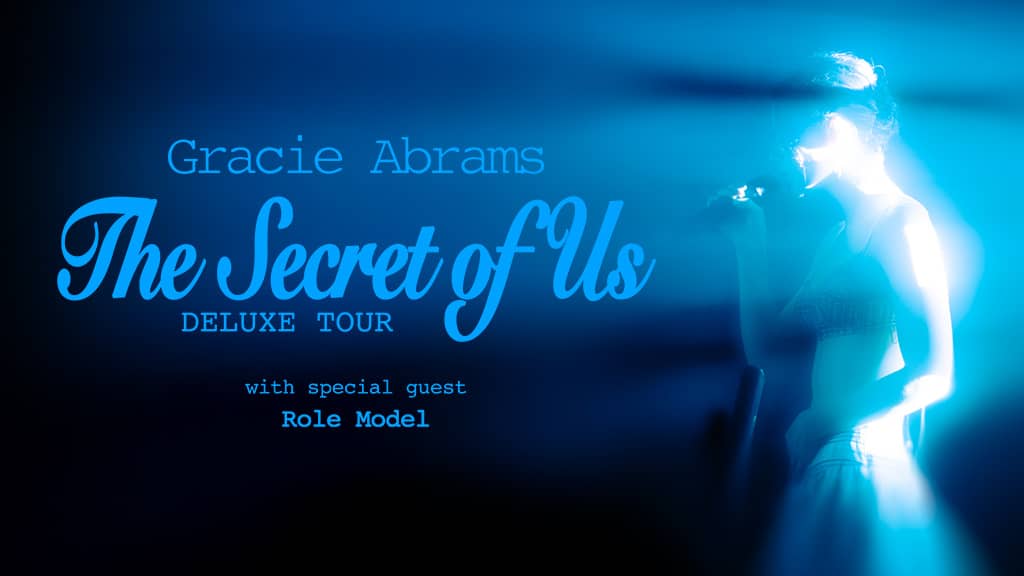 Gracie Abrams
The Secret of Us
DELUXE TOUR
with special guest
Role Model